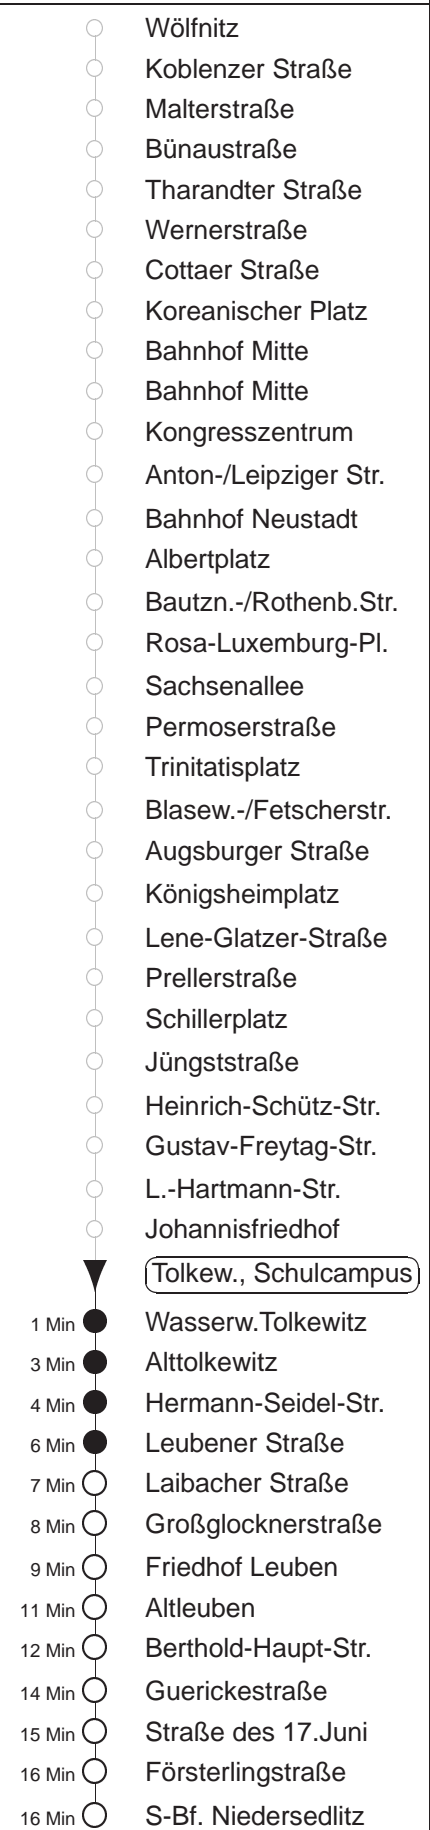 Wölfnitz
Koblenzer Straße
Malterstraße
Bünaustraße
Tharandter Straße
Wernerstraße
Cottaer Straße
Koreanischer Platz
Bahnhof Mitte
Bahnhof Mitte
Kongresszentrum
Anton-/Leipziger Str.
Bahnhof Neustadt
Albertplatz
Bautzn.-/Rothenb.Str.
Rosa-Luxemburg-Pl.
Sachsenallee
Permoserstraße
Trinitatisplatz
Blasew.-/Fetscherstr.
Augsburger Straße
Königsheimplatz
Lene-Glatzer-Straße
Prellerstraße
Schillerplatz
Jüngststraße
Heinrich-Schütz-Str.
Gustav-Freytag-Str.
L.-Hartmann-Str.
Johannisfriedhof
Tolkew., Schulcampus
1 Min Wasserw.Tolkewitz
3 Min Alttolkewitz
4 Min Hermann-Seidel-Str.
6 Min Leubener Straße
7 Min Laibacher Straße
8 Min Großglocknerstraße
9 Min Friedhof Leuben
11 Min Altleuben
12 Min Berthold-Haupt-Str.
14 Min Guerickestraße
15 Min Straße des 17.Juni
16 Min Försterlingstraße
16 Min S-Bf. Niedersedlitz